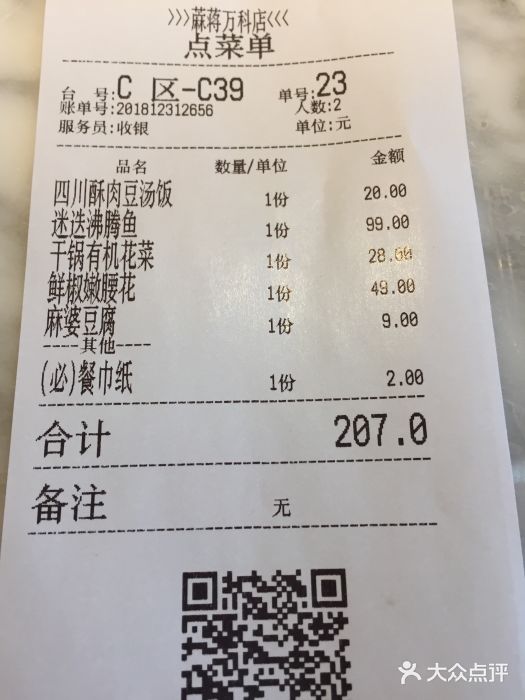 >>>蔴蒋万科店<<<
点菜单
台 号:C 区-C39 单号:23
账单号:201812312656 人数:2
服务员:收银 单位:元
品名 数量/单位 金额
四川酥肉豆汤饭 1份 20.00
迷迭沸腾鱼 1份 99.00
干锅有机花菜 1份 28.00
鲜椒嫩腰花 1份 49.00
麻婆豆腐 1份 9.00
----其他----
(必)餐巾纸 1份 2.00
合计 207.0
备注 无
大众点评